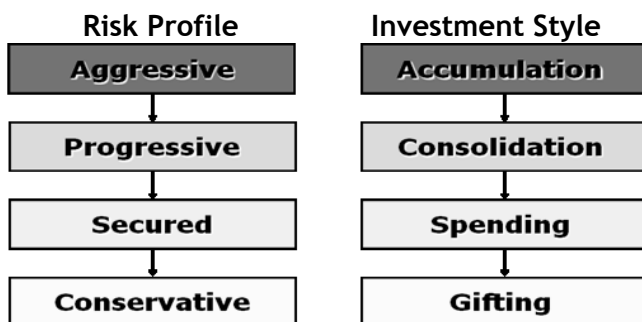 Risk Profile
Aggressive
Progressive
Secured
Conservative
Investment Style
Accumulation
Consolidation
Spending
Gifting